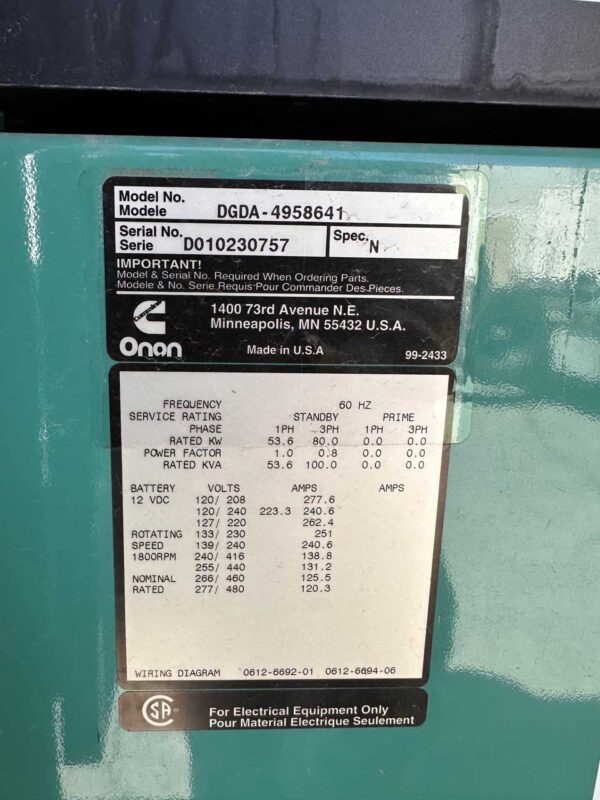 Model No.
Modele DGDA-4958641
Serial No. Spec.
Serie D010230757 N
IMPORTANT!
Model & Serial No. Required When Ordering Parts.
Modele & No. Serie Requis Pour Commander Des Pieces.
Cummins
1400 73rd Avenue N.E.
Minneapolis, MN 55432 U.S.A.
Onan Made in U.S.A 99-2433
FREQUENCY 60 HZ
SERVICE RATING STANDBY PRIME
PHASE 1PH 3PH 1PH 3PH
RATED KW 53.6 80.0 0.0 0.0
POWER FACTOR 1.0 0.8 0.0 0.0
RATED KVA 53.6 100.0 0.0 0.0
BATTERY VOLTS AMPS AMPS
12 VDC 120/ 208 277.6
120/ 240 223.3 240.6
127/ 220 262.4
ROTATING 133/ 230 251
SPEED 139/ 240 240.6
1800RPM 240/ 416 138.8
255/ 440 131.2
NOMINAL 266/ 460 125.5
RATED 277/ 480 120.3
WIRING DIAGRAM 0612-6692-01 0612-6694-06
CSA For Electrical Equipment Only
Pour Material Electrique Seulement